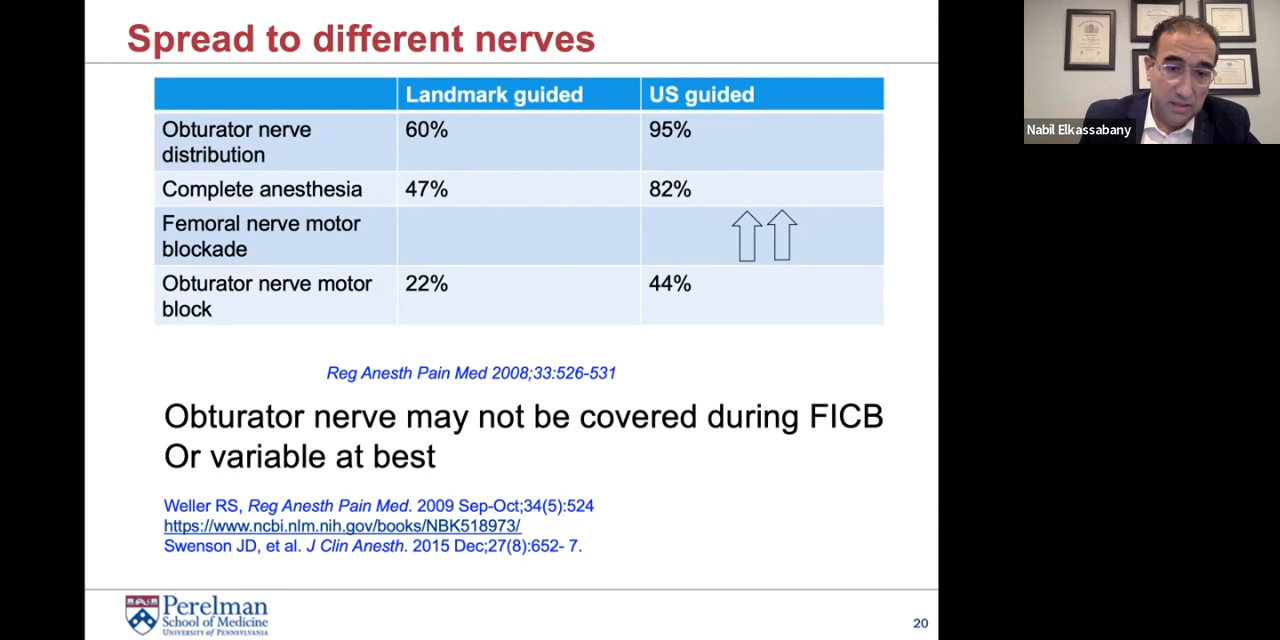 Spread to different nerves
Landmark guided US guided
Obturator nerve 60% 95%
distribution
Complete anesthesia 47% 82%
Femoral nerve motor
blockade
Obturator nerve motor 22% 44%
block
Reg Anesth Pain Med 2008;33:526-531
Obturator nerve may not be covered during FICB
Or variable at best
Weller RS, Reg Anesth Pain Med. 2009 Sep-Oct;34(5):524
https://www.ncbi.nlm.nih.gov/books/NBK518973/
Swenson JD, et al. J Clin Anesth. 2015 Dec;27(8):652- 7.
Perelman
School of Medicine
University of Pennsylvania
20
Nabil Elkassabany